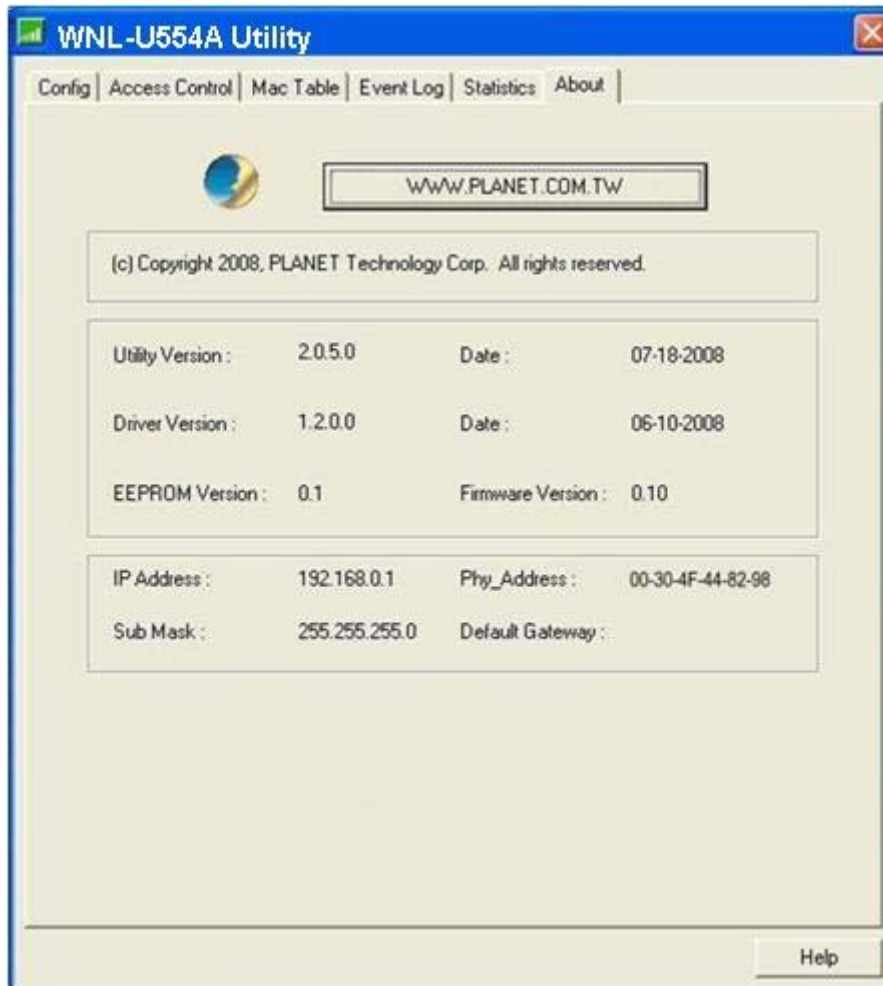 WNL-U554A Utility
Config Access Control Mac Table Event Log Statistics About
WWW.PLANET.COM.TW
(c) Copyright 2008, PLANET Technology Corp. All rights reserved.
Utility Version : 2.0.5.0 Date : 07-18-2008
Driver Version : 1.2.0.0 Date : 06-10-2008
EEPROM Version : 0.1 Firmware Version : 0.10
IP Address : 192.168.0.1 Phy_Address : 00-30-4F-44-82-98
Sub Mask : 255.255.255.0 Default Gateway :
Help